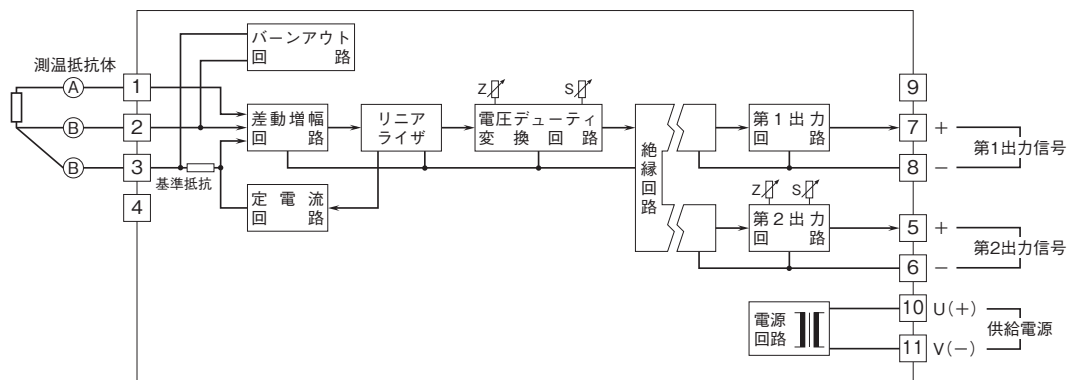 バーンアウト
回路
測温抵抗体
A
B
B
1
2
3
4
基準抵抗
差動増幅
回路
リニア
ライザ
Z
S
電圧デューティ
変換回路
定電流
回路
絶縁回路
第1出力
回路
Z
S
第2出力
回路
電源
回路
9
7
+
8
−
第1出力信号
5
+
6
−
第2出力信号
10
U(+)
11
V(−)
供給電源